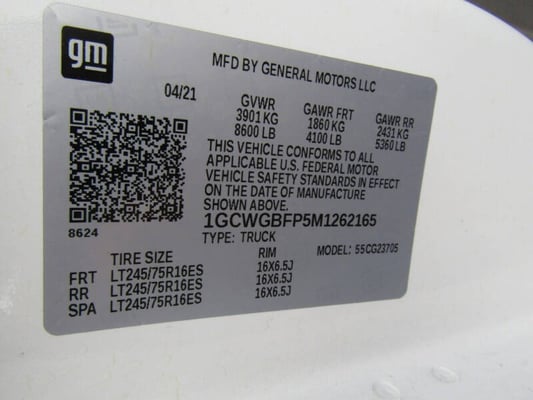 gm
MFD BY GENERAL MOTORS LLC
04/21 GVWR GAWR FRT GAWR RR
3901 KG 1860 KG 2431 KG
8600 LB 4100 LB 5360 LB
THIS VEHICLE CONFORMS TO ALL
APPLICABLE U.S. FEDERAL MOTOR
VEHICLE SAFETY STANDARDS IN EFFECT
ON THE DATE OF MANUFACTURE
SHOWN ABOVE.
1GCWGBFP5M1262165
8624
TYPE: TRUCK MODEL: 55CG23705
TIRE SIZE RIM
FRT LT245/75R16ES 16X6.5J
RR LT245/75R16ES 16X6.5J
SPA LT245/75R16ES 16X6.5J